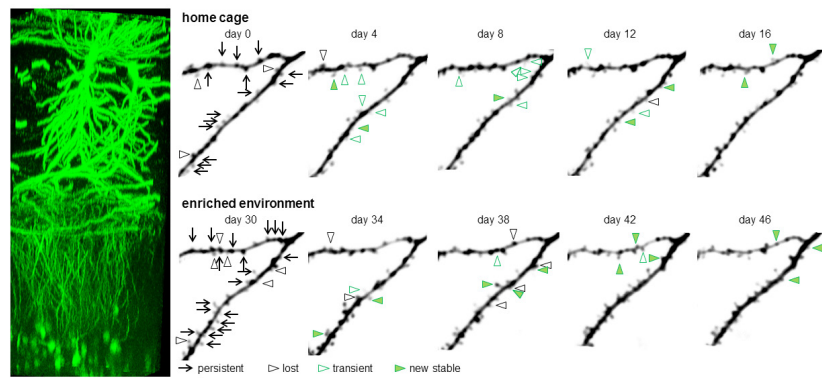 home cage
day 0 day 4 day 8 day 12 day 16
enriched environment
day 30 day 34 day 38 day 42 day 46
persistent lost transient new stable